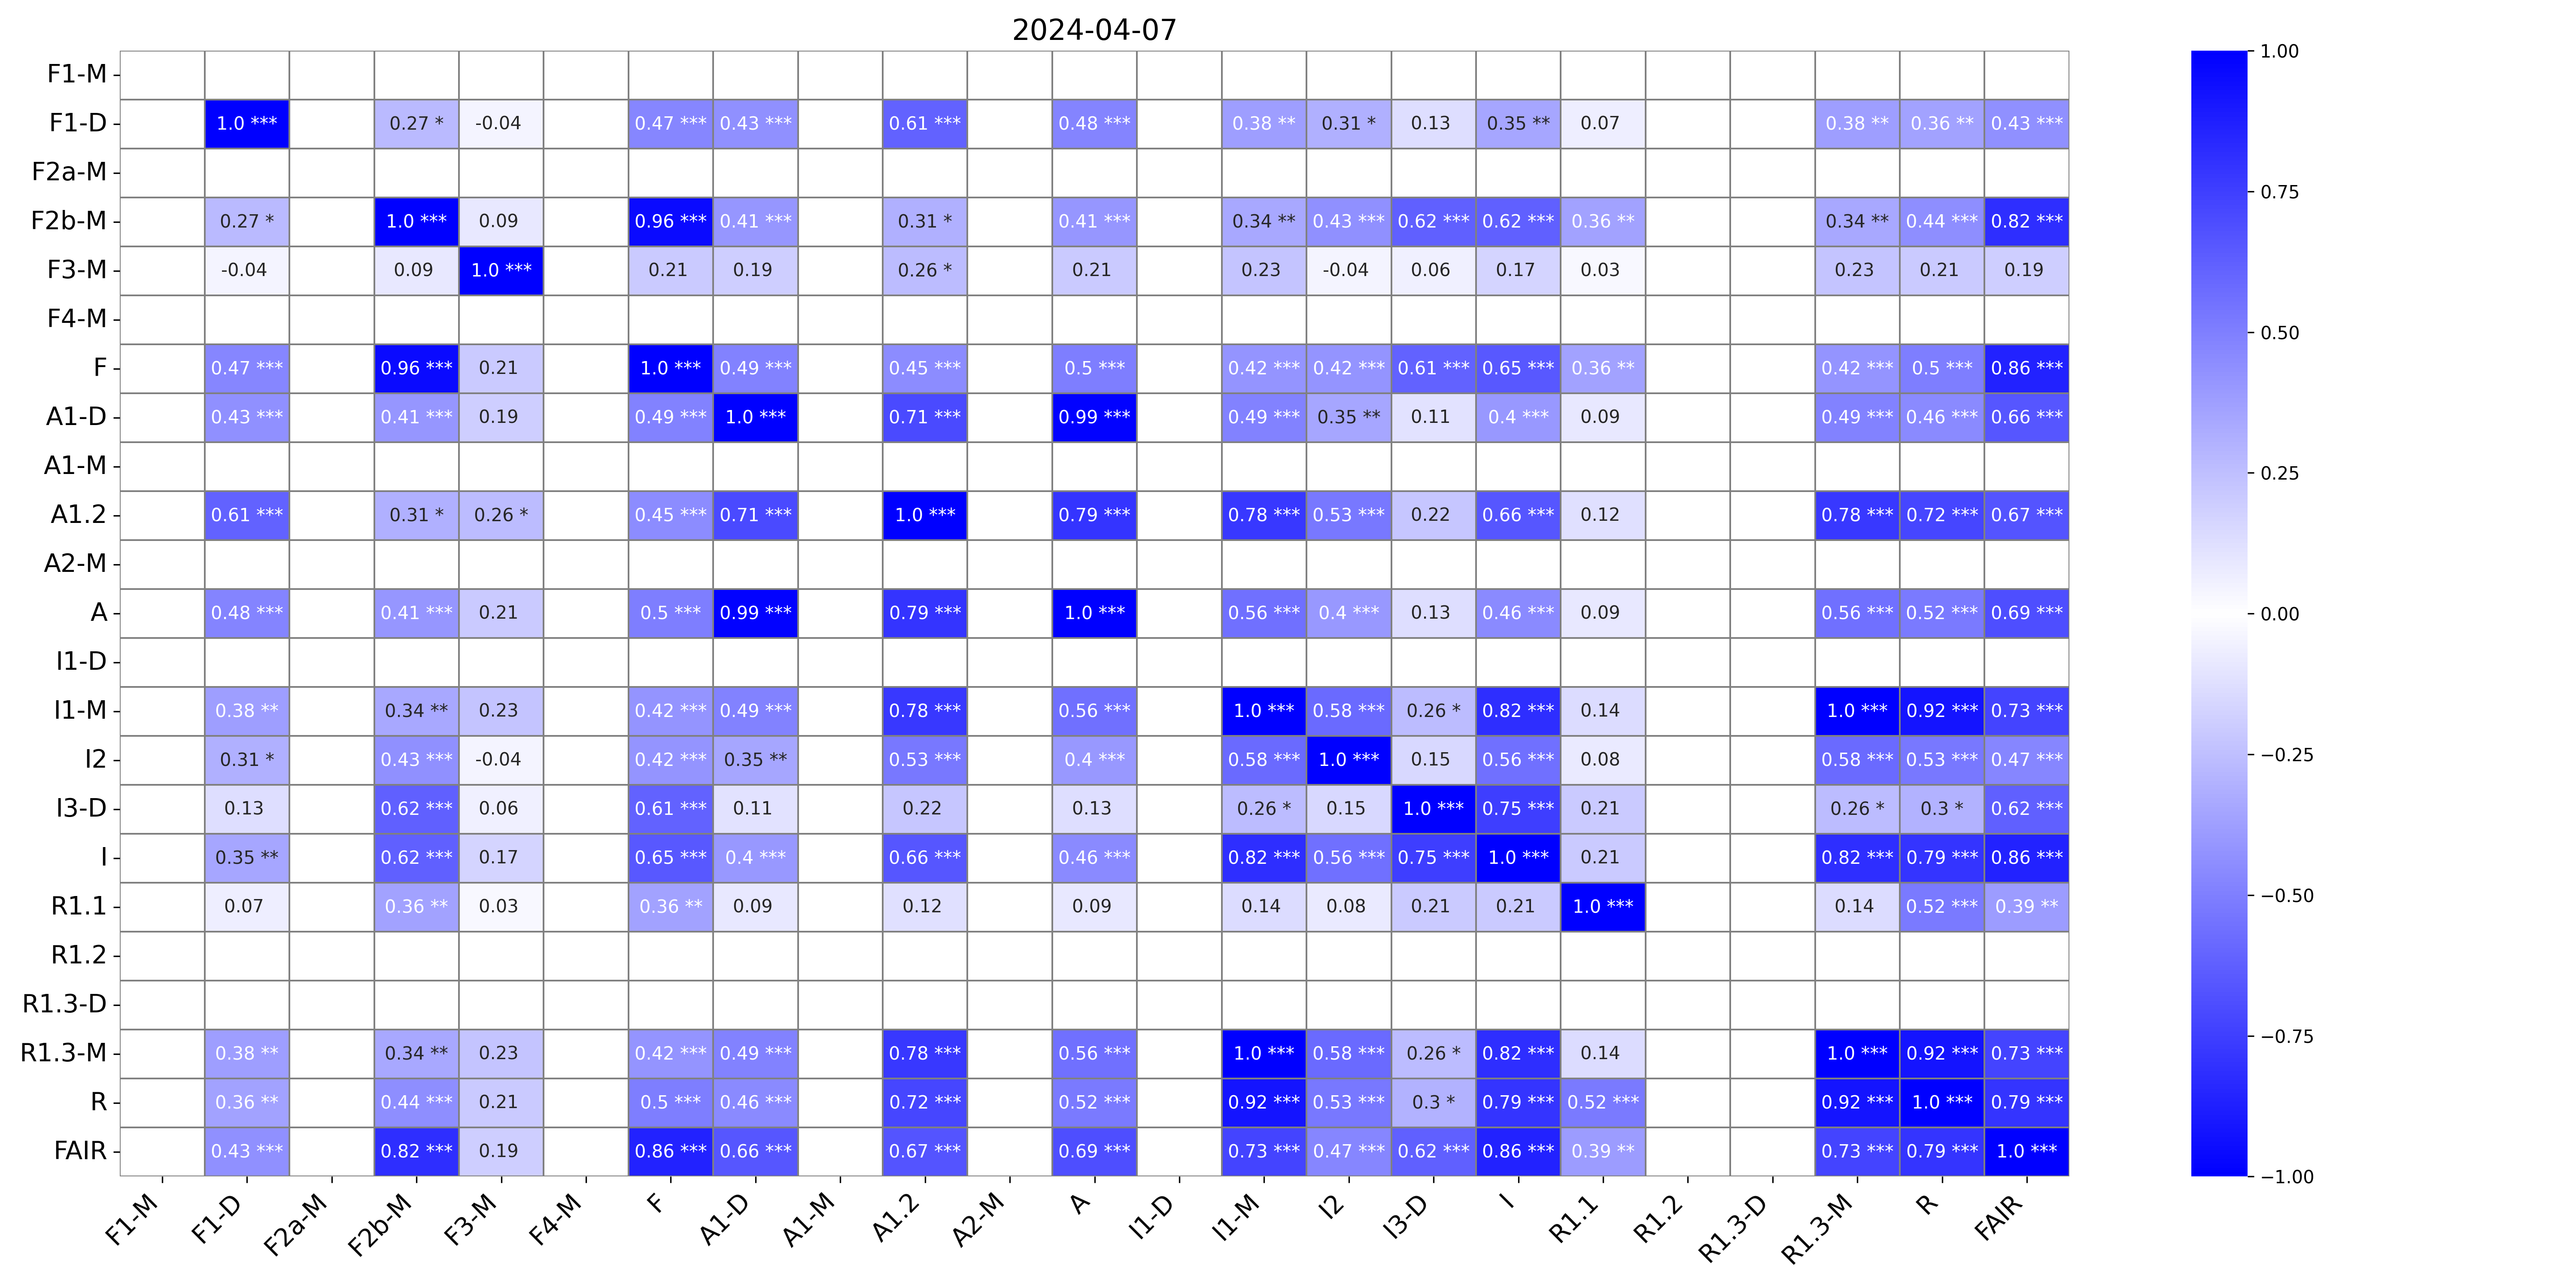 2024-04-07
F1-M
F1-D 1.0 *** 0.27 * -0.04 0.47 *** 0.43 *** 0.61 *** 0.48 *** 0.38 ** 0.31 * 0.13 0.35 ** 0.07 0.38 ** 0.36 ** 0.43 ***
F2a-M
F2b-M 0.27 * 1.0 *** 0.09 0.96 *** 0.41 *** 0.31 * 0.41 *** 0.34 ** 0.43 *** 0.62 *** 0.62 *** 0.36 ** 0.34 ** 0.44 *** 0.82 ***
F3-M -0.04 0.09 1.0 *** 0.21 0.19 0.26 * 0.21 0.23 -0.04 0.06 0.17 0.03 0.23 0.21 0.19
F4-M
F 0.47 *** 0.96 *** 0.21 1.0 *** 0.49 *** 0.45 *** 0.5 *** 0.42 *** 0.42 *** 0.61 *** 0.65 *** 0.36 ** 0.42 *** 0.5 *** 0.86 ***
A1-D 0.43 *** 0.41 *** 0.19 0.49 *** 1.0 *** 0.71 *** 0.99 *** 0.49 *** 0.35 ** 0.11 0.4 *** 0.09 0.49 *** 0.46 *** 0.66 ***
A1-M
A1.2 0.61 *** 0.31 * 0.26 * 0.45 *** 0.71 *** 1.0 *** 0.79 *** 0.78 *** 0.53 *** 0.22 0.66 *** 0.12 0.78 *** 0.72 *** 0.67 ***
A2-M
A 0.48 *** 0.41 *** 0.21 0.5 *** 0.99 *** 0.79 *** 1.0 *** 0.56 *** 0.4 *** 0.13 0.46 *** 0.09 0.56 *** 0.52 *** 0.69 ***
I1-D
I1-M 0.38 ** 0.34 ** 0.23 0.42 *** 0.49 *** 0.78 *** 0.56 *** 1.0 *** 0.58 *** 0.26 * 0.82 *** 0.14 1.0 *** 0.92 *** 0.73 ***
I2 0.31 * 0.43 *** -0.04 0.42 *** 0.35 ** 0.53 *** 0.4 *** 0.58 *** 1.0 *** 0.15 0.56 *** 0.08 0.58 *** 0.53 *** 0.47 ***
I3-D 0.13 0.62 *** 0.06 0.61 *** 0.11 0.22 0.13 0.26 * 0.15 1.0 *** 0.75 *** 0.21 0.26 * 0.3 * 0.62 ***
I 0.35 ** 0.62 *** 0.17 0.65 *** 0.4 *** 0.66 *** 0.46 *** 0.82 *** 0.56 *** 0.75 *** 1.0 *** 0.21 0.82 *** 0.79 *** 0.86 ***
R1.1 0.07 0.36 ** 0.03 0.36 ** 0.09 0.12 0.09 0.14 0.08 0.21 0.21 1.0 *** 0.14 0.52 *** 0.39 **
R1.2
R1.3-D
R1.3-M 0.38 ** 0.34 ** 0.23 0.42 *** 0.49 *** 0.78 *** 0.56 *** 1.0 *** 0.58 *** 0.26 * 0.82 *** 0.14 1.0 *** 0.92 *** 0.73 ***
R 0.36 ** 0.44 *** 0.21 0.5 *** 0.46 *** 0.72 *** 0.52 *** 0.92 *** 0.53 *** 0.3 * 0.79 *** 0.52 *** 0.92 *** 1.0 *** 0.79 ***
FAIR 0.43 *** 0.82 *** 0.19 0.86 *** 0.66 *** 0.67 *** 0.69 *** 0.73 *** 0.47 *** 0.62 *** 0.86 *** 0.39 ** 0.73 *** 0.79 *** 1.0 ***
F1-M F1-D F2a-M F2b-M F3-M F4-M F A1-D A1-M A1.2 A2-M A I1-D I1-M I2 I3-D I R1.1 R1.2 R1.3-D R1.3-M R FAIR
1.00
0.75
0.50
0.25
0.00
−0.25
−0.50
−0.75
−1.00